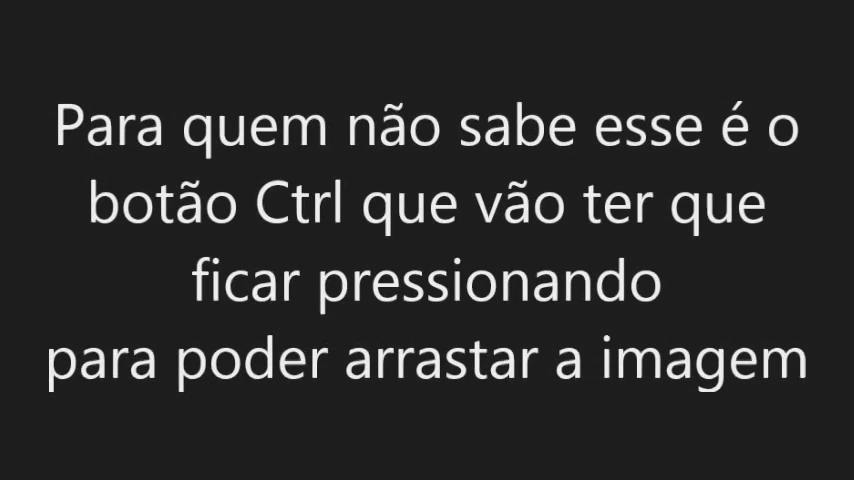 Para quem não sabe esse é o
botão Ctrl que vão ter que
ficar pressionando
para poder arrastar a imagem